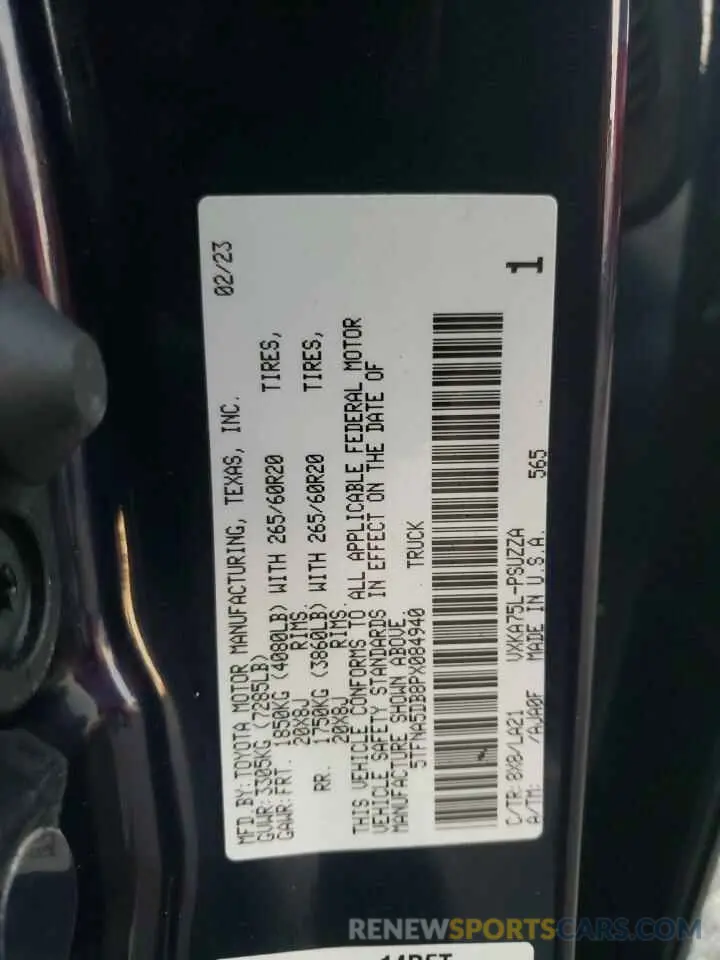 MFD.BY:TOYOTA MOTOR MANUFACTURING, TEXAS, INC. 02/23
GVWR:3305KG (7285LB)
GAWR:FRT. 1850KG (4080LB) WITH 265/60R20 TIRES,
20X8J RIMS.
RR. 1750KG (3860LB) WITH 265/60R20 TIRES,
20X8J RIMS.
THIS VEHICLE CONFORMS TO ALL APPLICABLE FEDERAL MOTOR
VEHICLE SAFETY STANDARDS IN EFFECT ON THE DATE OF
MANUFACTURE SHOWN ABOVE
5TFNA5DB8PX084940 TRUCK
C/TR:8X8/LA21 VXKA75L-PSUZZA 565
A/TM: /AJA0F MADE IN U.S.A. 1
RENEWSPORTSCARS.COM